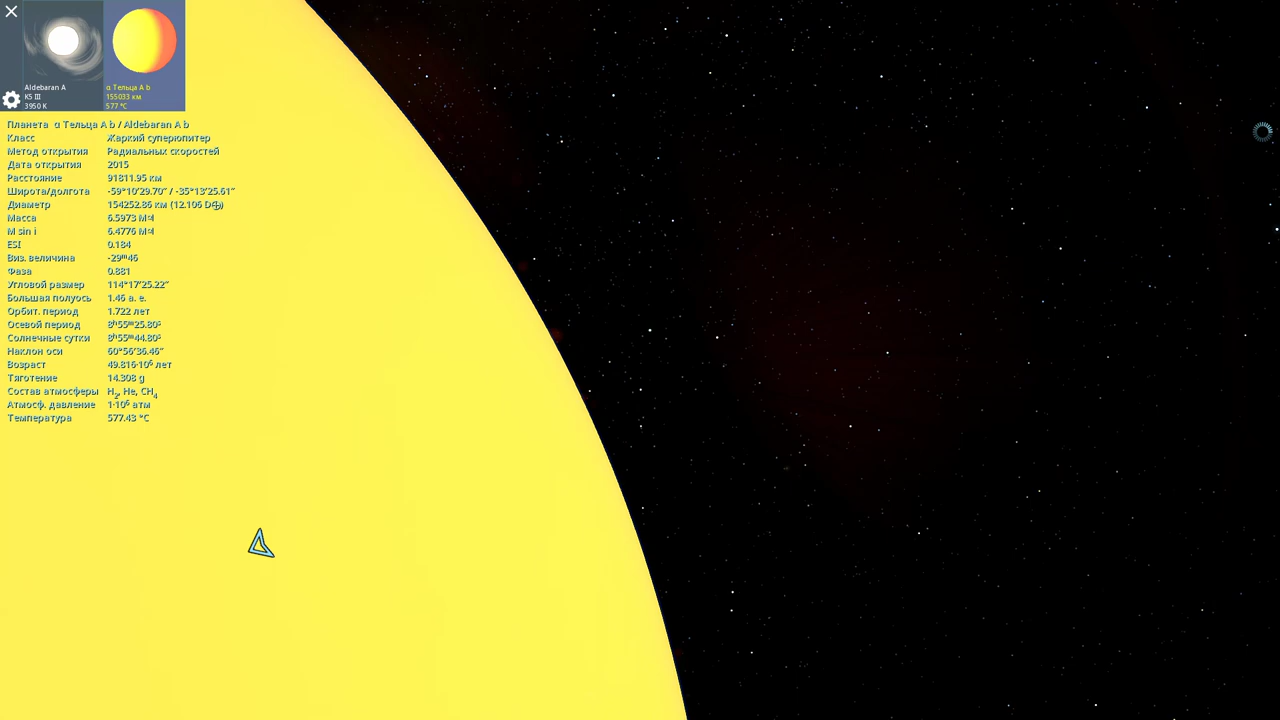 Aldebaran A
K5 III
3950 K
α Тельца A b
155033 км
577 °C
Планета α Тельца A b / Aldebaran A b
Класс Жаркий суперюпитер
Метод открытия Радиальных скоростей
Дата открытия 2015
Расстояние 91811.95 км
Широта/долгота -59°10'29.70" / -35°13'25.61"
Диаметр 154252.86 км (12.106 D⊕)
Масса 6.5973 M♃
M sin i 6.4776 M♃
ESI 0.184
Виз. величина -29ᵐ46
Фаза 0.881
Угловой размер 114°17'25.22"
Большая полуось 1.46 а. е.
Орбит. период 1.722 лет
Осевой период 8ʰ55ᵐ25.80ˢ
Солнечные сутки 8ʰ55ᵐ44.80ˢ
Наклон оси 60°56'36.46"
Возраст 49.816·10⁶ лет
Тяготение 14.308 g
Состав атмосферы H₂, He, CH₄
Атмосф. давление 1·10⁶ атм
Температура 577.43 °C